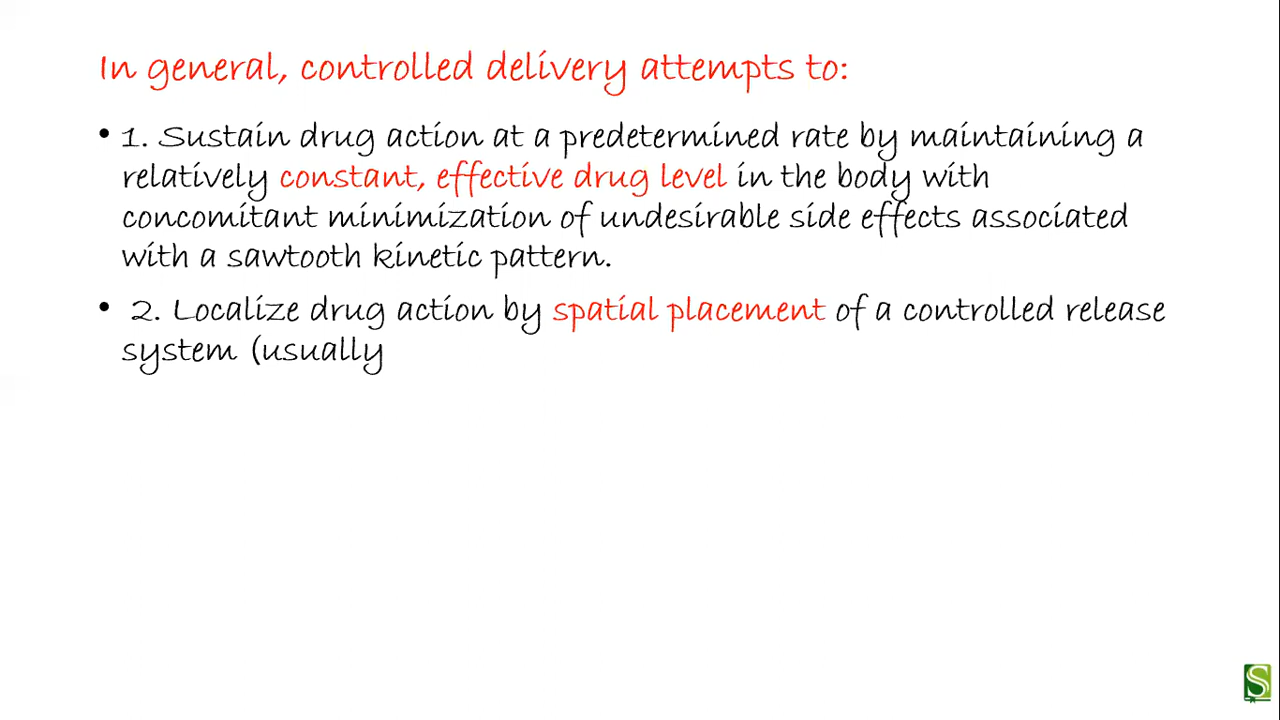 In general, controlled delivery attempts to:
• 1. Sustain drug action at a predetermined rate by maintaining a
relatively constant, effective drug level in the body with
concomitant minimization of undesirable side effects associated
with a sawtooth kinetic pattern.
• 2. Localize drug action by spatial placement of a controlled release
system (usually
S